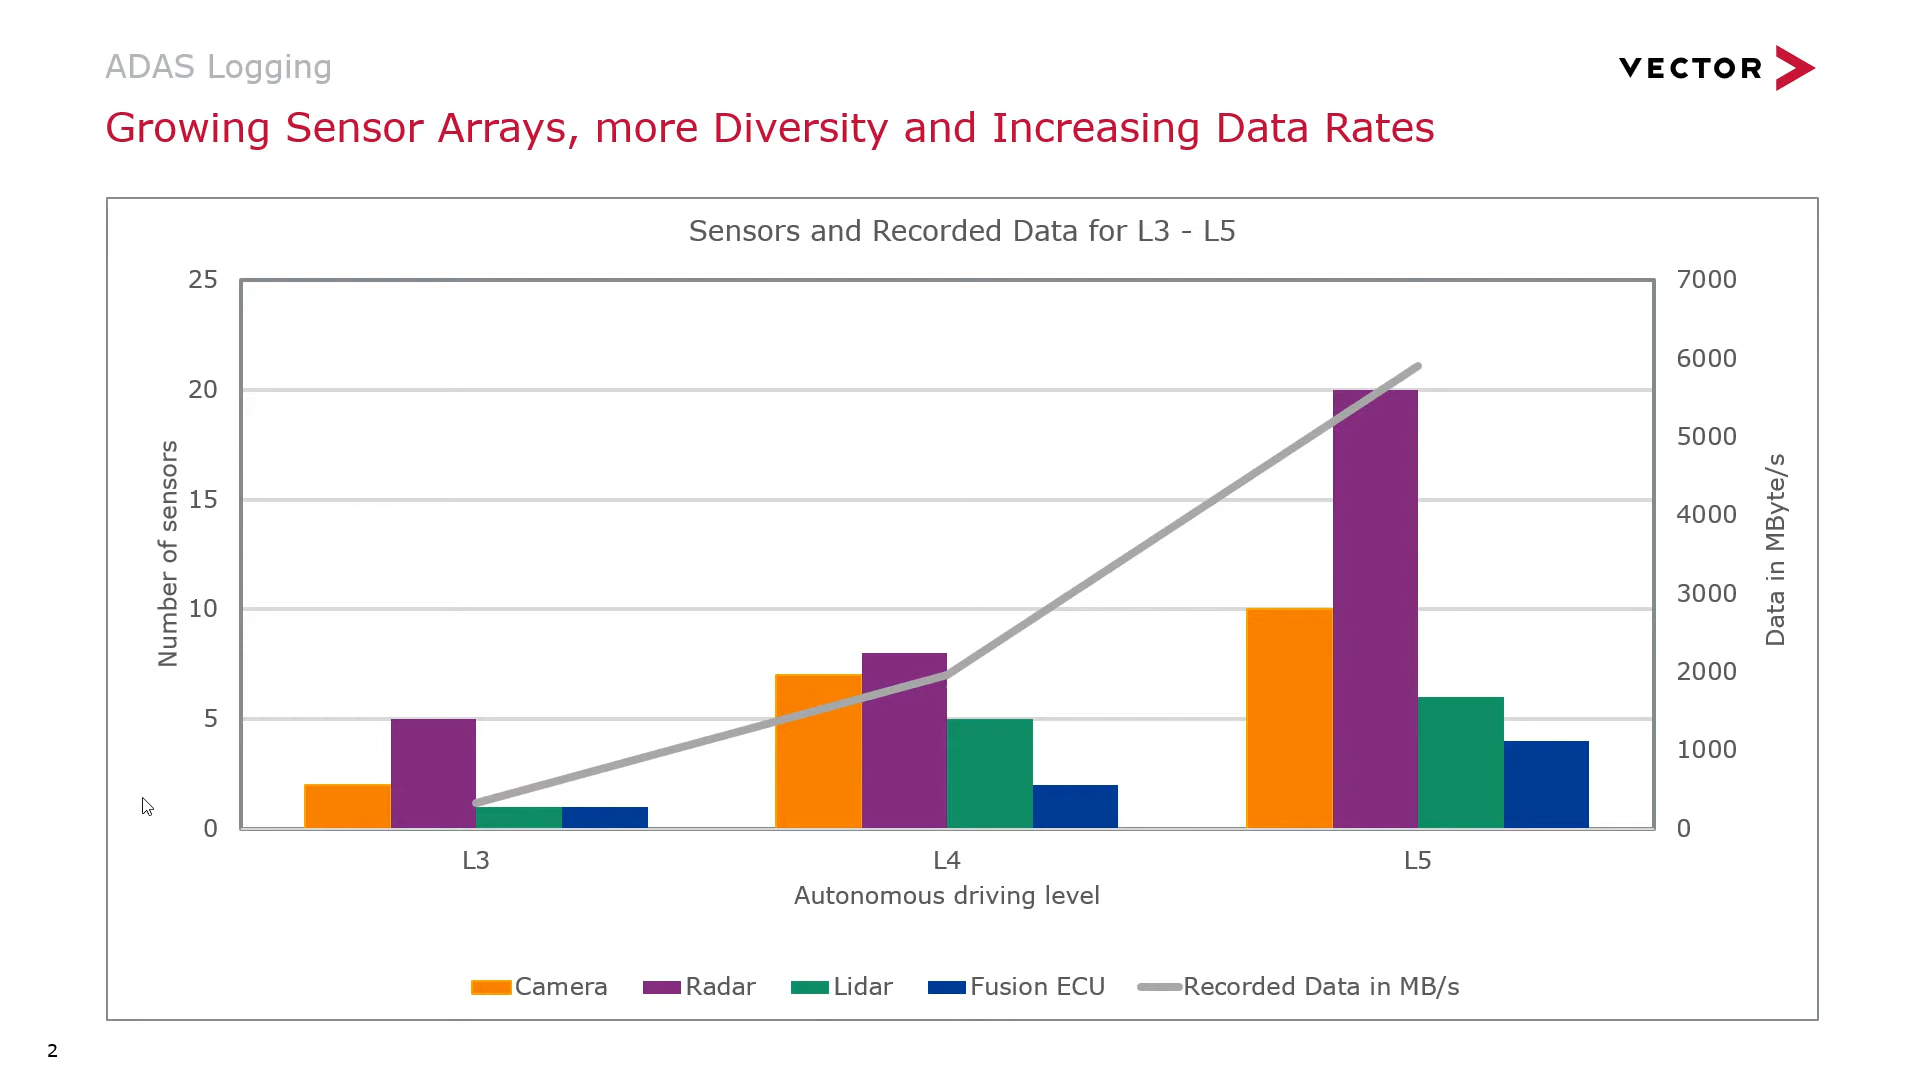 ADAS Logging
VECTOR
Growing Sensor Arrays, more Diversity and Increasing Data Rates
Sensors and Recorded Data for L3 - L5
25
20
15
10
5
0
Number of sensors
7000
6000
5000
4000
3000
2000
1000
0
Data in MByte/s
L3 L4 L5
Autonomous driving level
Camera Radar Lidar Fusion ECU Recorded Data in MB/s
2